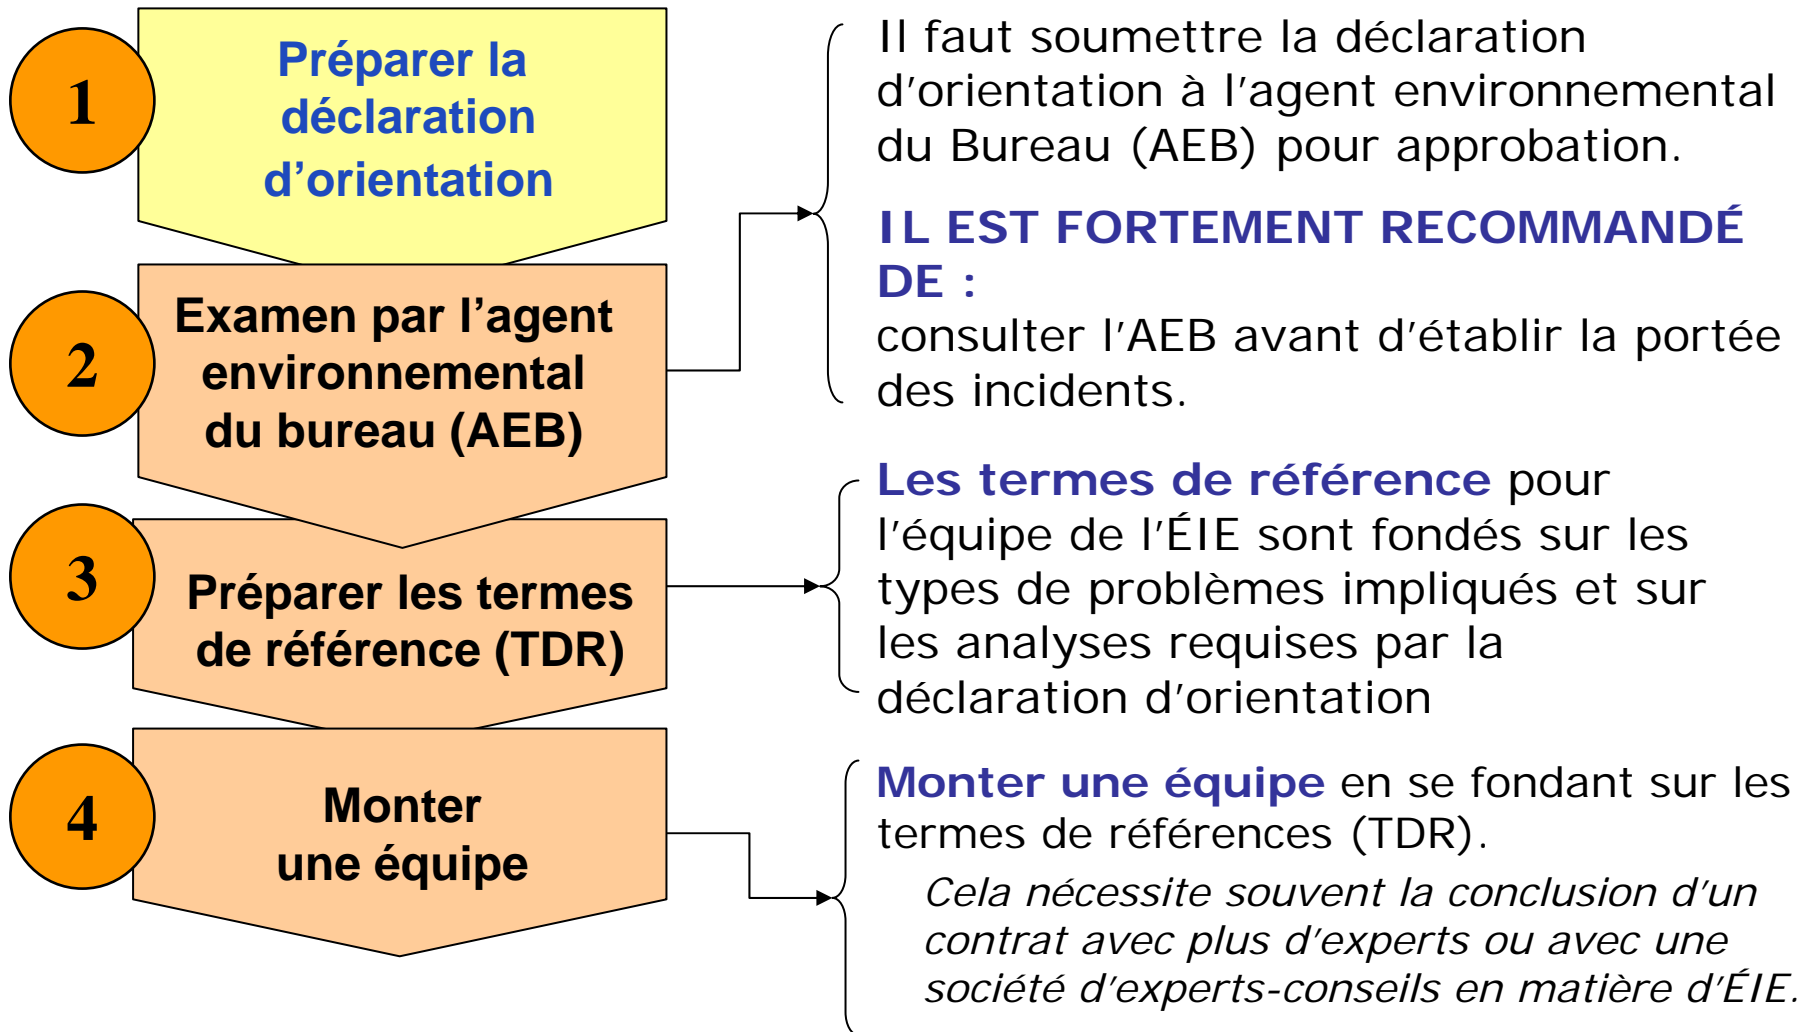 1
Préparer la
déclaration
d’orientation
Il faut soumettre la déclaration
d’orientation à l’agent environnemental
du Bureau (AEB) pour approbation.
IL EST FORTEMENT RECOMMANDÉ
DE :
consulter l’AEB avant d’établir la portée
des incidents.
2
Examen par l’agent
environnemental
du bureau (AEB)
3
Préparer les termes
de référence (TDR)
Les termes de référence pour
l’équipe de l’ÉIE sont fondés sur les
types de problèmes impliqués et sur
les analyses requises par la
déclaration d’orientation
4
Monter
une équipe
Monter une équipe en se fondant sur les
termes de références (TDR).
Cela nécessite souvent la conclusion d’un
contrat avec plus d’experts ou avec une
société d’experts-conseils en matière d’ÉIE.